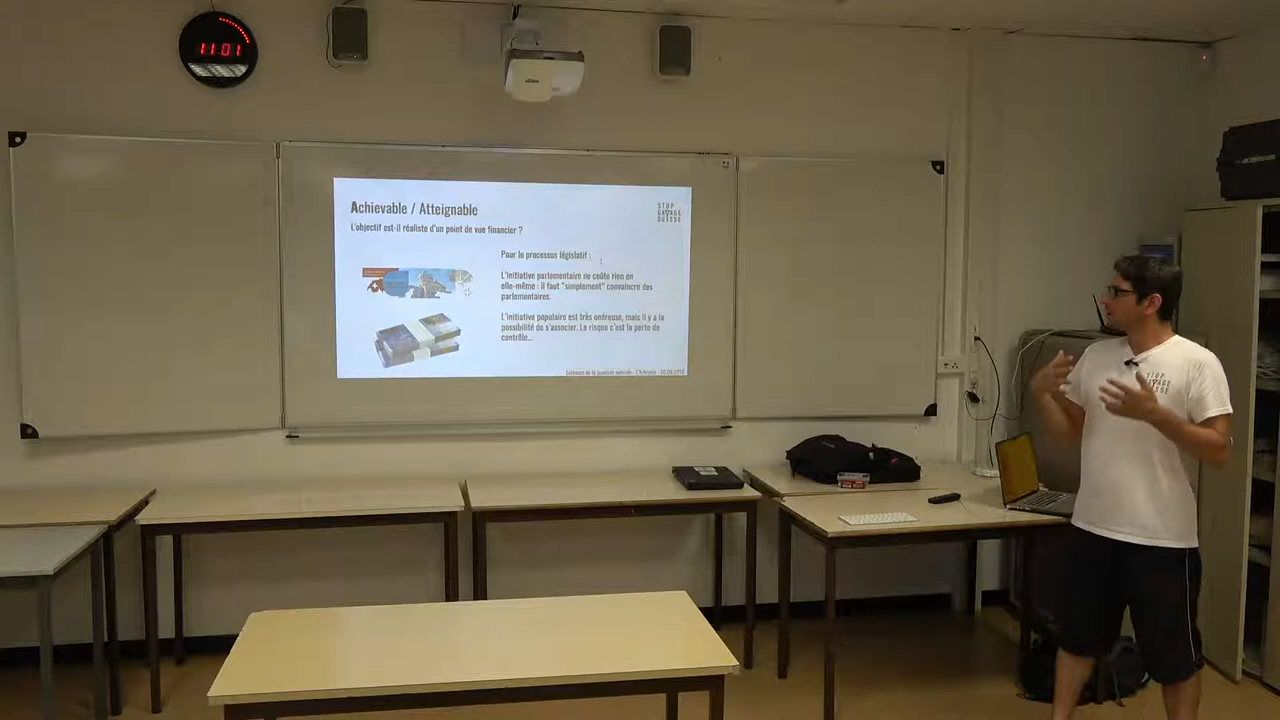 11:01
Achievable / Atteignable
L'objectif est-il réaliste d'un point de vue financier ?
STOP
GAVAGE
SUISSE
Pour le processus législatif :
L'initiative parlementaire ne coûte rien en
elle-même : il faut "simplement" convaincre des
parlementaires.
L'initiative populaire est très onéreuse, mais il y a la
possibilité de s'associer. Le risque c'est la perte de
contrôle...
STOP
GAVAGE
SUISSE